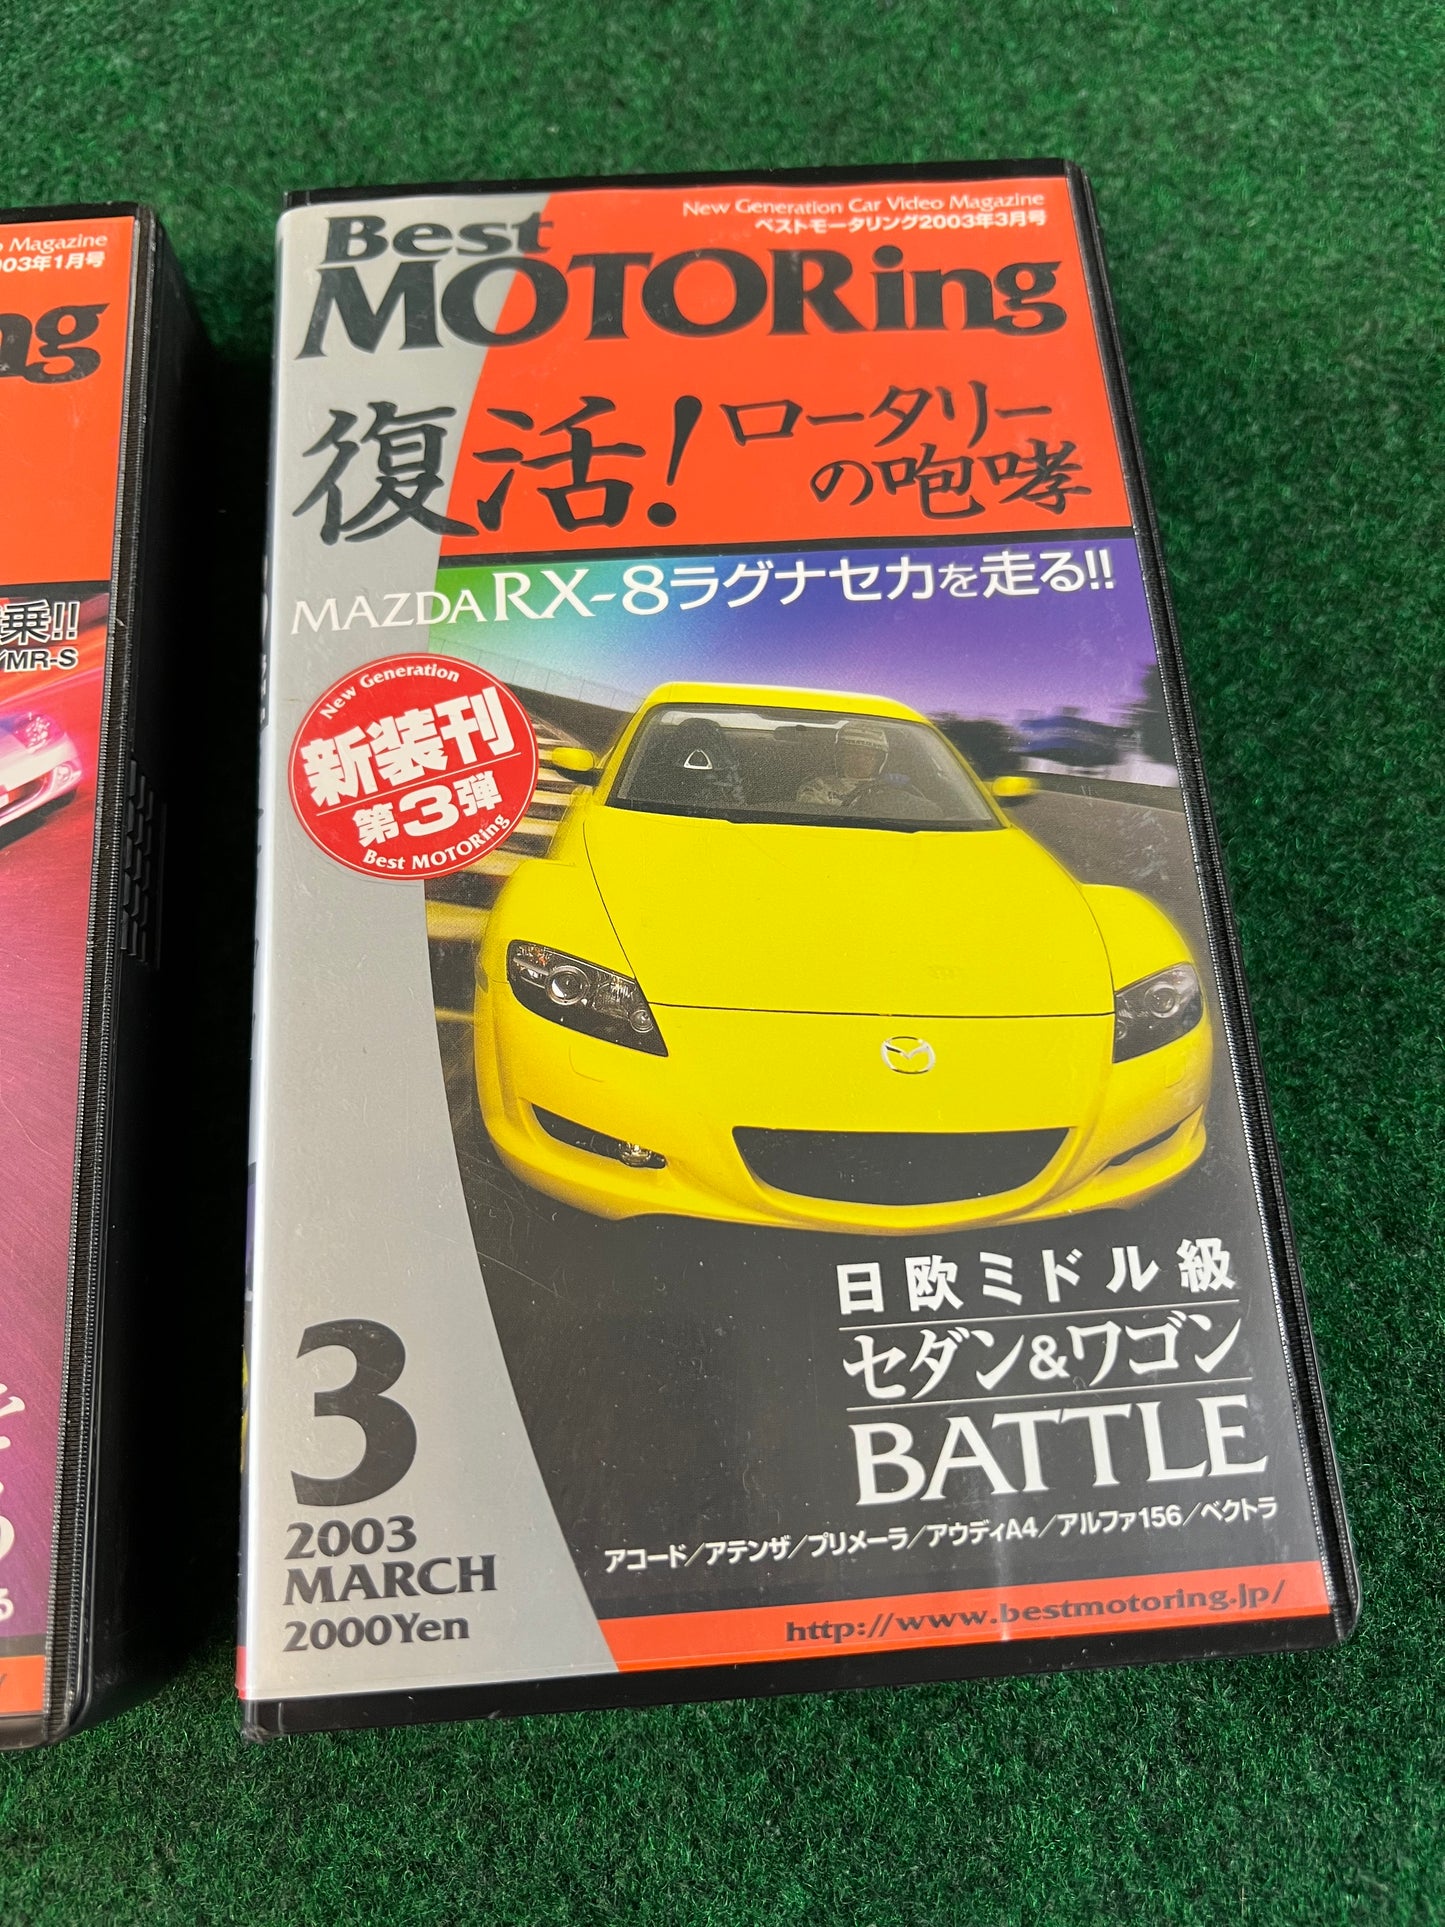 Magazine
03年1月号
ng
乗!!
/MR-S
New Generation Car Video Magazine
ベストモータリング2003年3月号
Best
MOTORing
復活!ロータリー
の咆哮
MAZDA RX-8ラグナセカを走る!!
New Generation
新装刊
第3弾
Best MOTORing
日欧ミドル級
セダン&ワゴン
BATTLE
アコード/アテンザ/プリメーラ/アウディA4/アルファ156/ベクトラ
3
2003
MARCH
2000Yen
http://www.bestmotoring.jp/